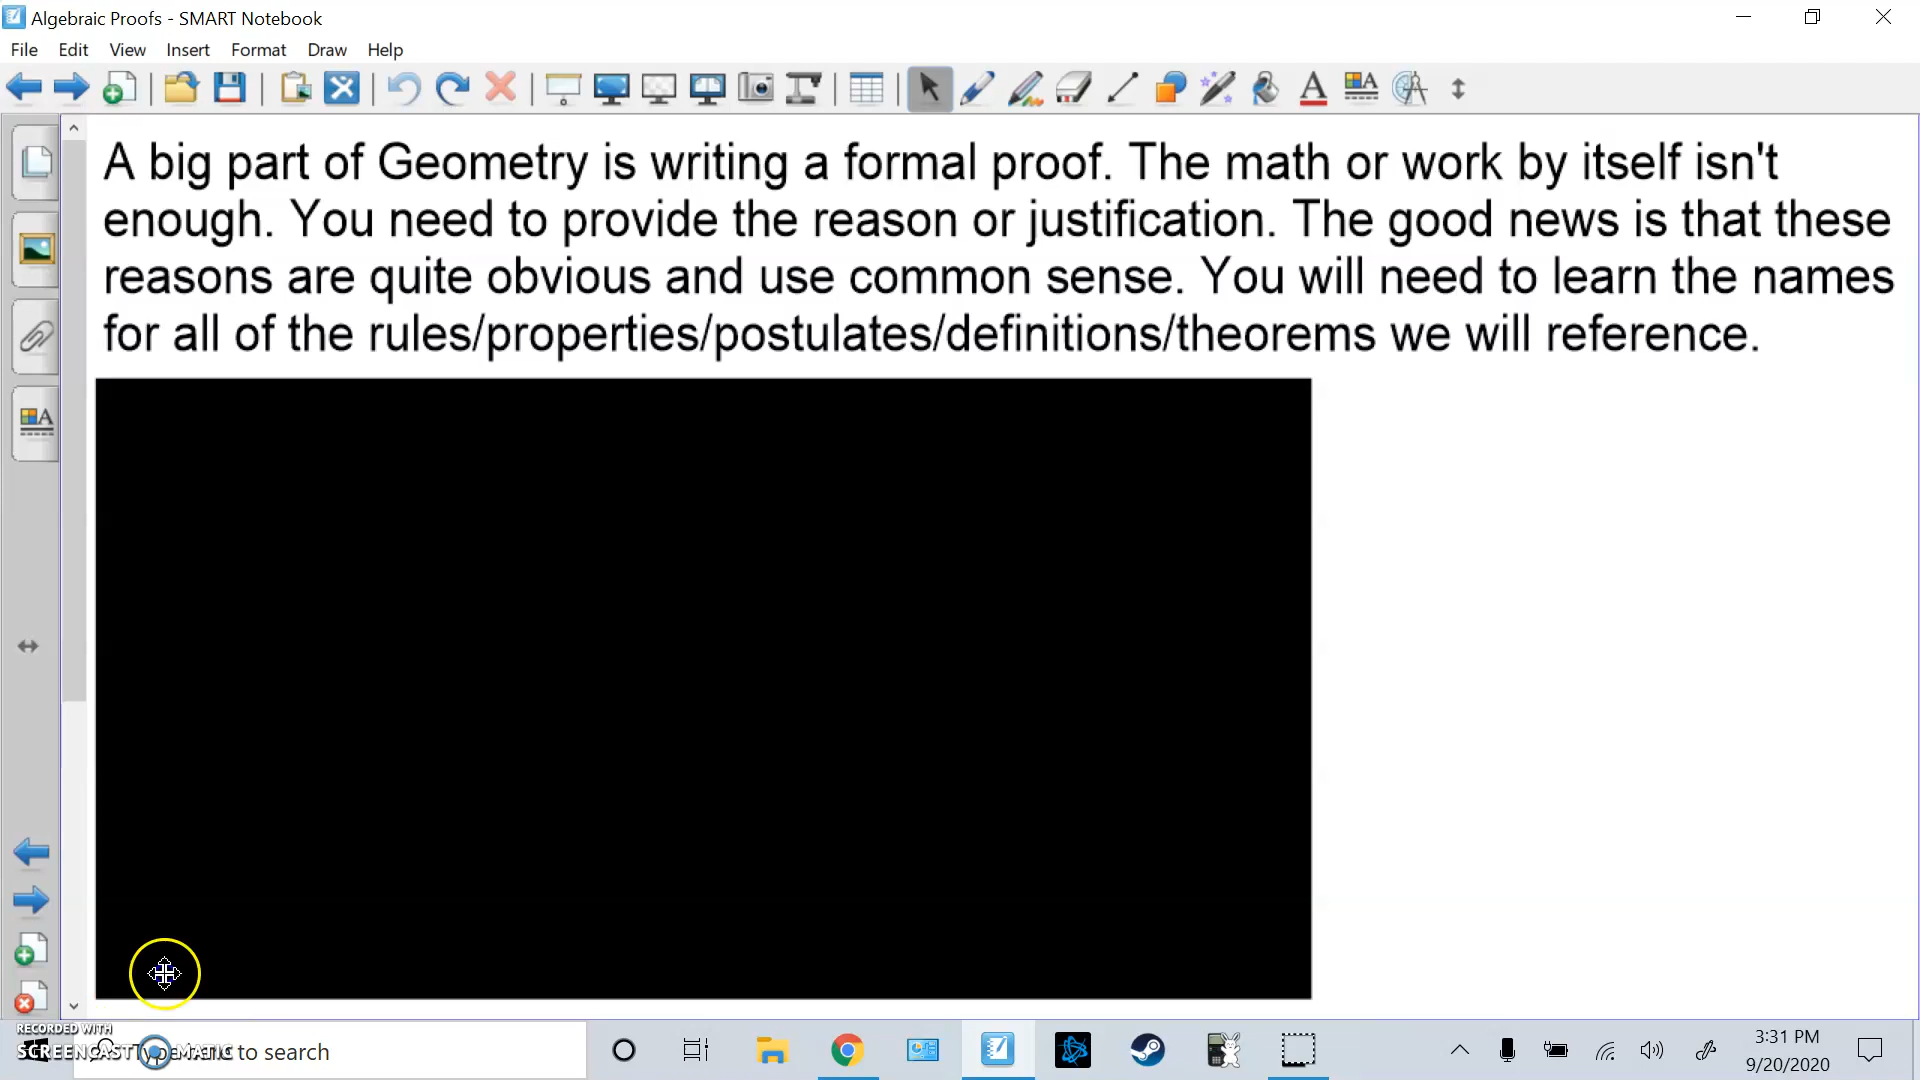 Algebraic Proofs - SMART Notebook
File Edit View Insert Format Draw Help
A big part of Geometry is writing a formal proof. The math or work by itself isn't
enough. You need to provide the reason or justification. The good news is that these
reasons are quite obvious and use common sense. You will need to learn the names
for all of the rules/properties/postulates/definitions/theorems we will reference.
RECORDED WITH
SCREENCAST MATIC
Type here to search
3:31 PM
9/20/2020